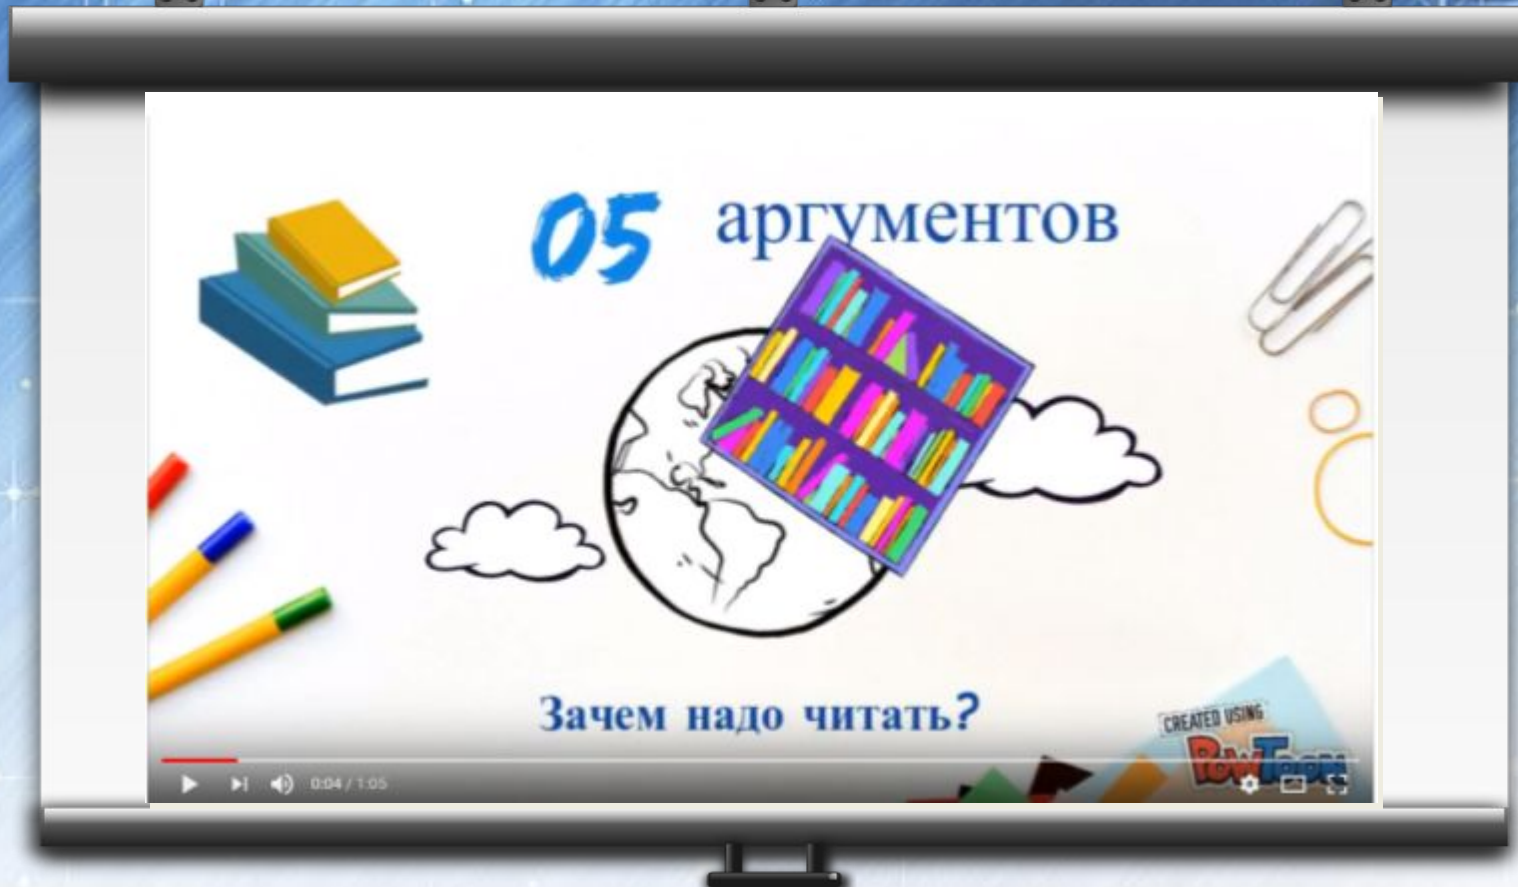 05 аргументов
Зачем надо читать?
CREATED USING
POWTOON
0:04 / 1:05